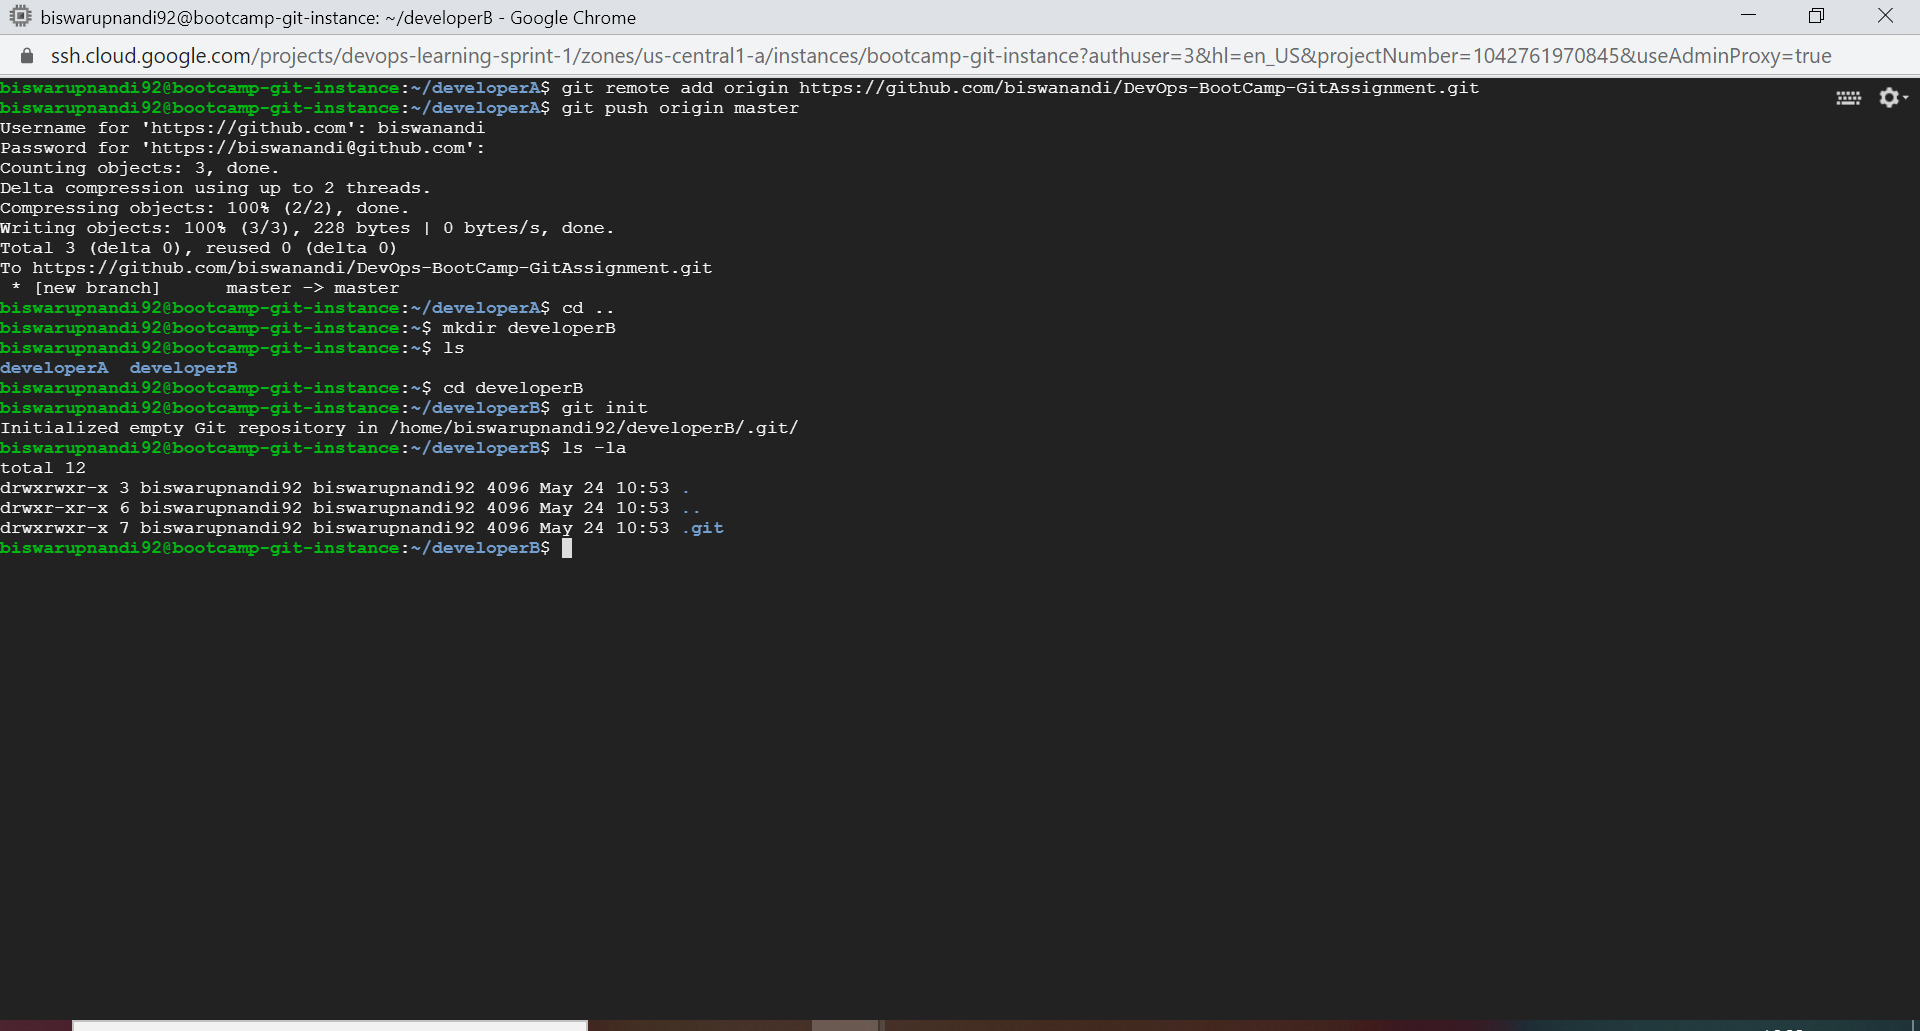 biswarupnandi92@bootcamp-git-instance: ~/developerB - Google Chrome
ssh.cloud.google.com/projects/devops-learning-sprint-1/zones/us-central1-a/instances/bootcamp-git-instance?authuser=3&hl=en_US&projectNumber=1042761970845&useAdminProxy=true
biswarupnandi92@bootcamp-git-instance:~/developerA$ git remote add origin https://github.com/biswanandi/DevOps-BootCamp-GitAssignment.git
biswarupnandi92@bootcamp-git-instance:~/developerA$ git push origin master
Username for 'https://github.com': biswanandi
Password for 'https://biswanandi@github.com':
Counting objects: 3, done.
Delta compression using up to 2 threads.
Compressing objects: 100% (2/2), done.
Writing objects: 100% (3/3), 228 bytes | 0 bytes/s, done.
Total 3 (delta 0), reused 0 (delta 0)
To https://github.com/biswanandi/DevOps-BootCamp-GitAssignment.git
 * [new branch]      master -> master
biswarupnandi92@bootcamp-git-instance:~/developerA$ cd ..
biswarupnandi92@bootcamp-git-instance:~$ mkdir developerB
biswarupnandi92@bootcamp-git-instance:~$ ls
developerA  developerB
biswarupnandi92@bootcamp-git-instance:~$ cd developerB
biswarupnandi92@bootcamp-git-instance:~/developerB$ git init
Initialized empty Git repository in /home/biswarupnandi92/developerB/.git/
biswarupnandi92@bootcamp-git-instance:~/developerB$ ls -la
total 12
drwxrwxr-x 3 biswarupnandi92 biswarupnandi92 4096 May 24 10:53 .
drwxr-xr-x 6 biswarupnandi92 biswarupnandi92 4096 May 24 10:53 ..
drwxrwxr-x 7 biswarupnandi92 biswarupnandi92 4096 May 24 10:53 .git
biswarupnandi92@bootcamp-git-instance:~/developerB$